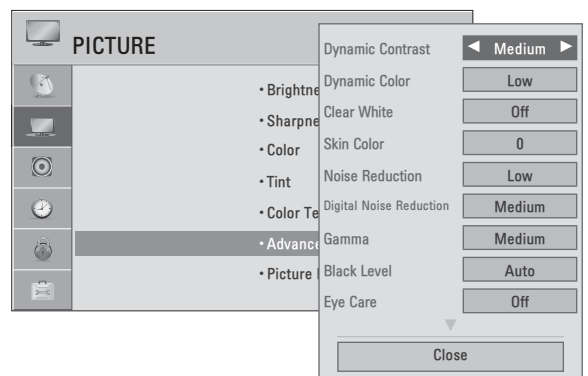 PICTURE
• Brightne
• Sharpne
• Color
• Tint
• Color Te
• Advance
• Picture
Dynamic Contrast ◀ Medium ▶
Dynamic Color Low
Clear White Off
Skin Color 0
Noise Reduction Low
Digital Noise Reduction Medium
Gamma Medium
Black Level Auto
Eye Care Off
▼
Close